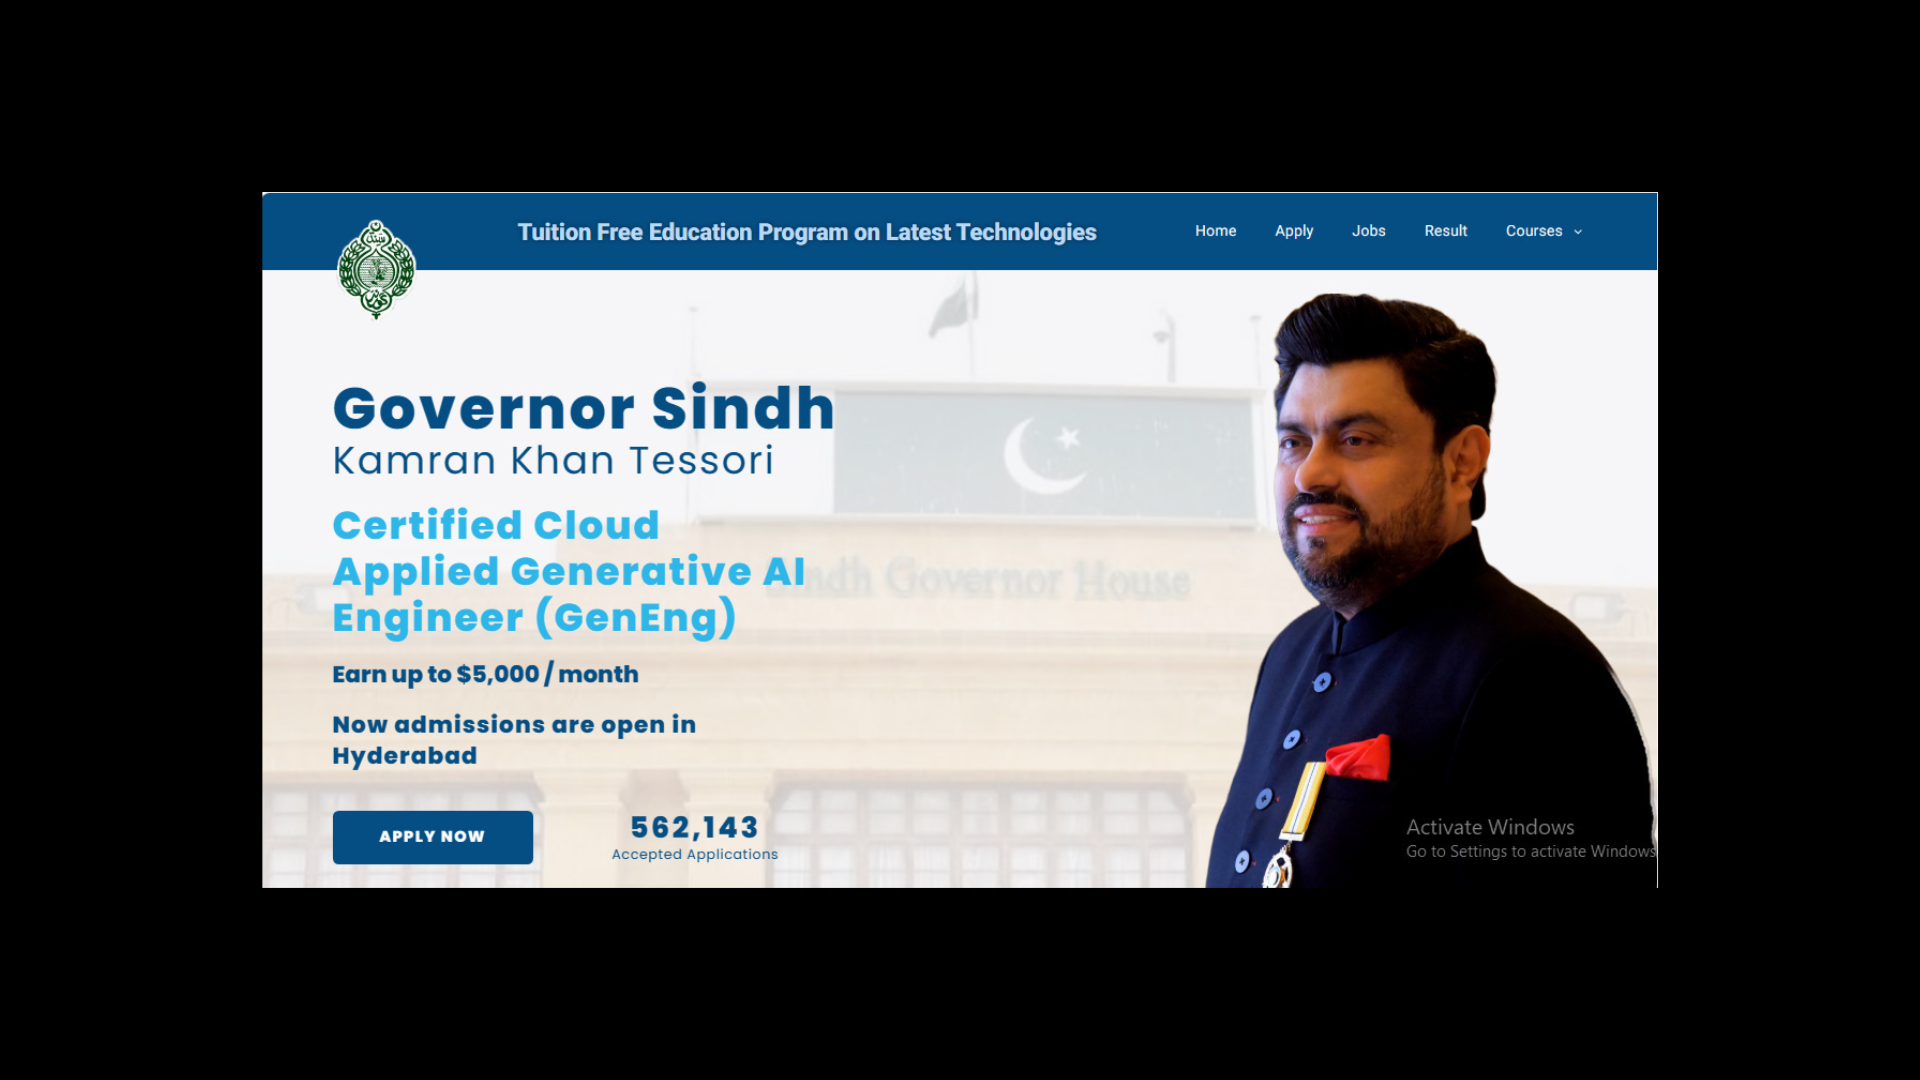 Tuition Free Education Program on Latest Technologies
Home Apply Jobs Result Courses
Governor Sindh
Kamran Khan Tessori
Certified Cloud
Applied Generative AI
Engineer (GenEng)
Sindh Governor House
Earn up to $5,000 / month
Now admissions are open in
Hyderabad
APPLY NOW
562,143
Accepted Applications
Activate Windows
Go to Settings to activate Windows